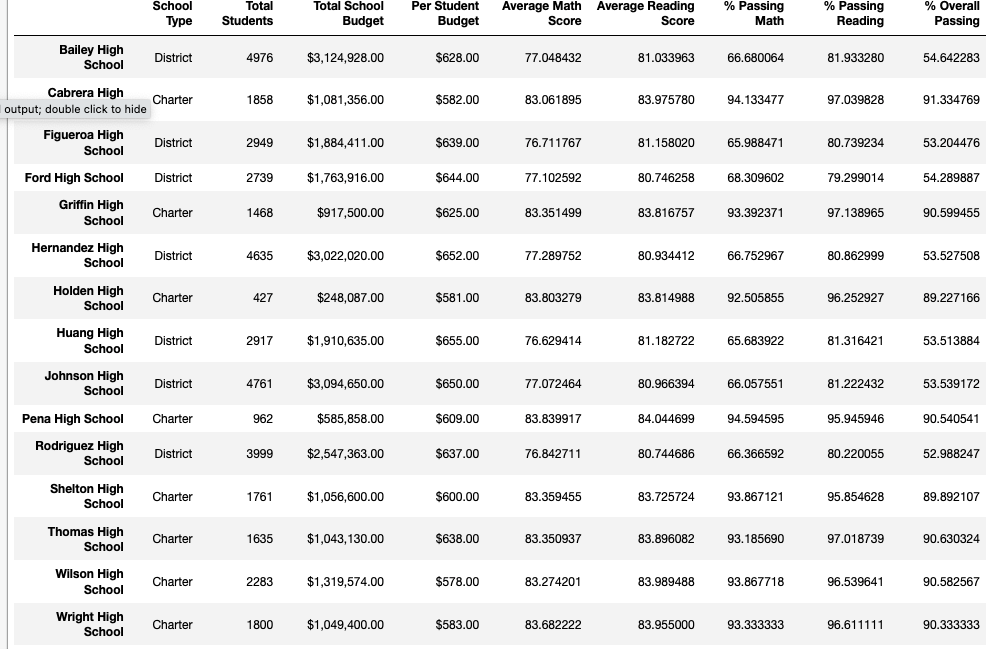 School Total Total School Per Student Average Math Average Reading % Passing % Passing % Overall
Type Students Budget Budget Score Score Math Reading Passing
Bailey High
School District 4976 $3,124,928.00 $628.00 77.048432 81.033963 66.680064 81.933280 54.642283
Cabrera High
output; double click to hide Charter 1858 $1,081,356.00 $582.00 83.061895 83.975780 94.133477 97.039828 91.334769
Figueroa High
School District 2949 $1,884,411.00 $639.00 76.711767 81.158020 65.988471 80.739234 53.204476
Ford High School District 2739 $1,763,916.00 $644.00 77.102592 80.746258 68.309602 79.299014 54.289887
Griffin High
School Charter 1468 $917,500.00 $625.00 83.351499 83.816757 93.392371 97.138965 90.599455
Hernandez High
School District 4635 $3,022,020.00 $652.00 77.289752 80.934412 66.752967 80.862999 53.527508
Holden High
School Charter 427 $248,087.00 $581.00 83.803279 83.814988 92.505855 96.252927 89.227166
Huang High
School District 2917 $1,910,635.00 $655.00 76.629414 81.182722 65.683922 81.316421 53.513884
Johnson High
School District 4761 $3,094,650.00 $650.00 77.072464 80.966394 66.057551 81.222432 53.539172
Pena High School Charter 962 $585,858.00 $609.00 83.839917 84.044699 94.594595 95.945946 90.540541
Rodriguez High
School District 3999 $2,547,363.00 $637.00 76.842711 80.744686 66.366592 80.220055 52.988247
Shelton High
School Charter 1761 $1,056,600.00 $600.00 83.359455 83.725724 93.867121 95.854628 89.892107
Thomas High
School Charter 1635 $1,043,130.00 $638.00 83.350937 83.896082 93.185690 97.018739 90.630324
Wilson High
School Charter 2283 $1,319,574.00 $578.00 83.274201 83.989488 93.867718 96.539641 90.582567
Wright High
School Charter 1800 $1,049,400.00 $583.00 83.682222 83.955000 93.333333 96.611111 90.333333